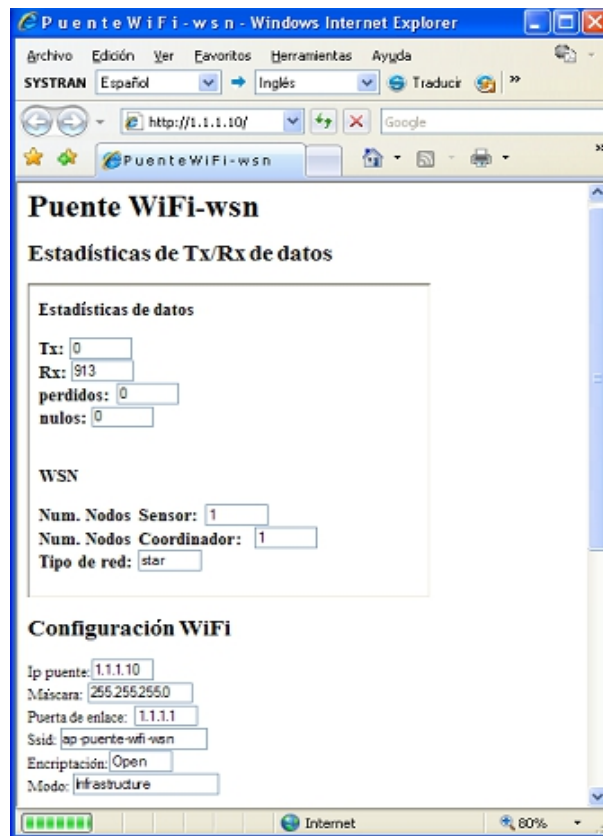 PuenteWiFi-wsn - Windows Internet Explorer
Archivo Edición Ver Favoritos Herramientas Ayuda
SYSTRAN Español Inglés Traducir »
http://1.1.1.10/ Google
PuenteWiFi-wsn
Puente WiFi-wsn
Estadísticas de Tx/Rx de datos
Estadísticas de datos
Tx: 0
Rx: 913
perdidos: 0
nulos: 0
WSN
Num. Nodos Sensor: 1
Num. Nodos Coordinador: 1
Tipo de red: star
Configuración WiFi
Ip puente: 1.1.1.10
Máscara: 255.255.255.0
Puerta de enlace: 1.1.1.1
Ssid: ap-puente-wifi-wsn
Encriptación: Open
Modo: Infrastructure
Internet 80%